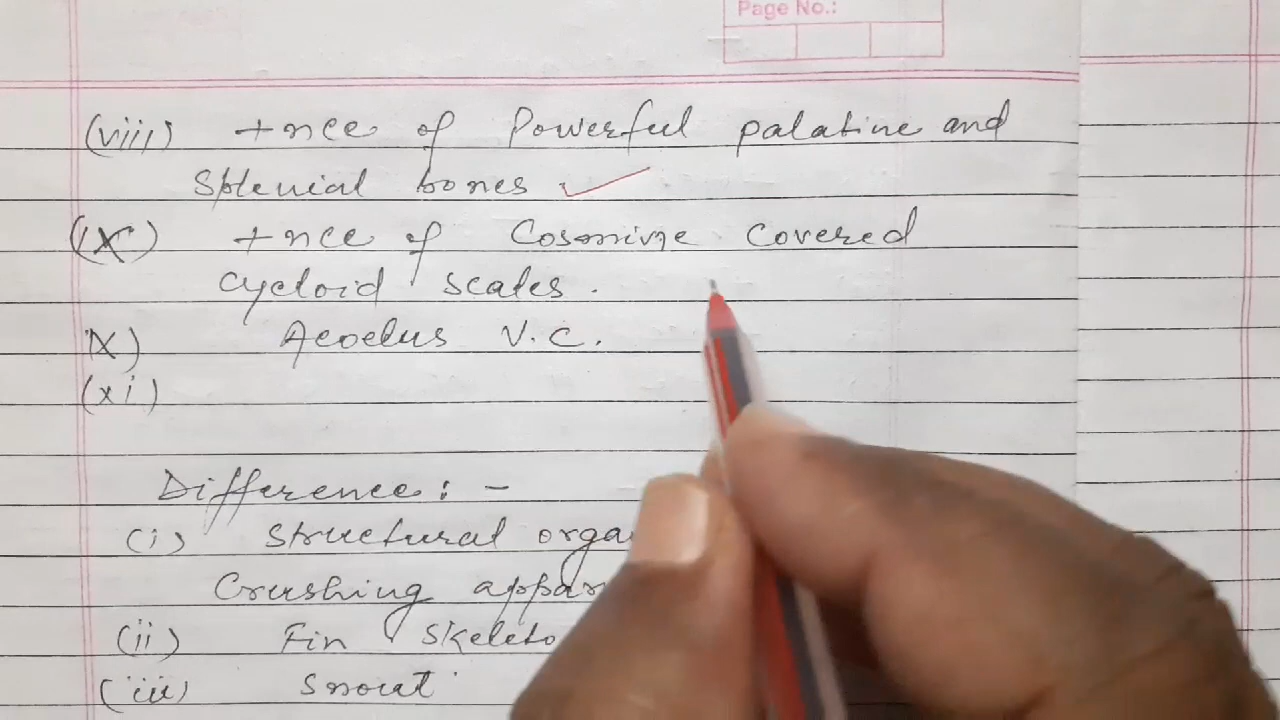 Page No.:
(viii) +nce of Powerful palatine and
Splenial bones
(ix) +nce of Cosmine covered
cycloid scales.
X) Acoelus V.C.
(xi)
Difference:-
(i) Structural orga
Crushing appar
(ii) Fin Skeleto
(iii) Snout